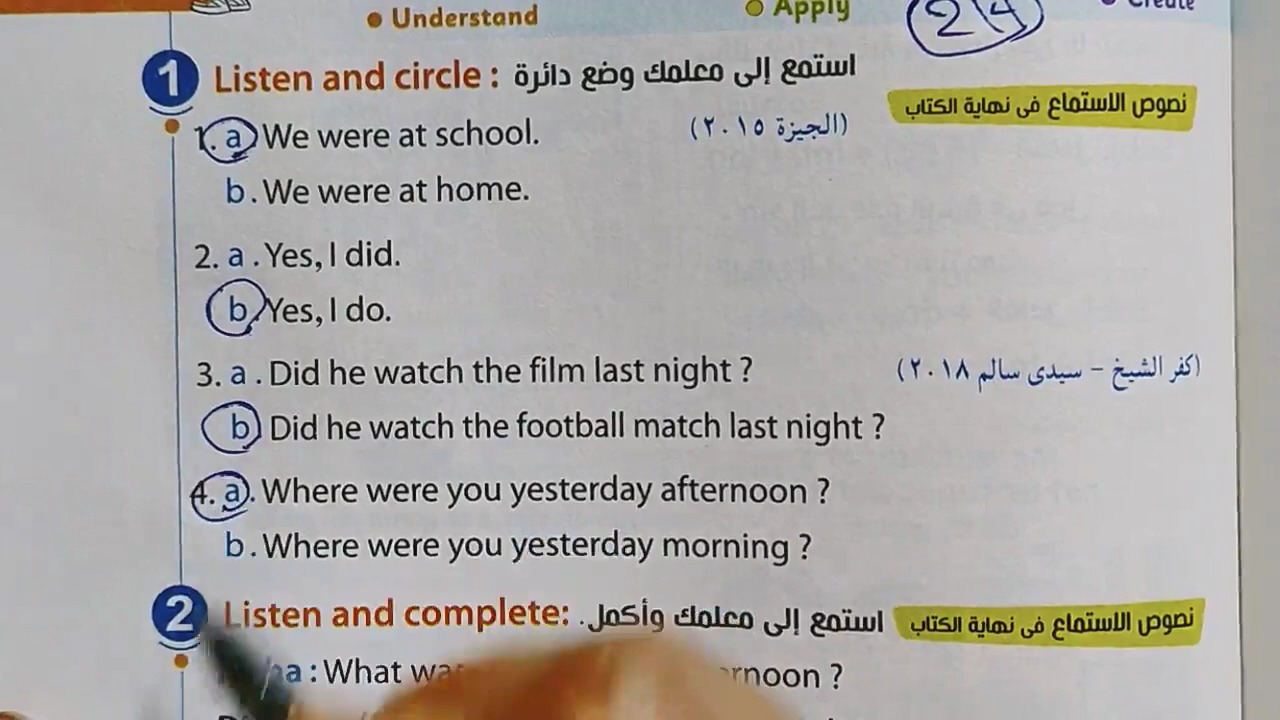 Understand
Apply
214
1 Listen and circle : استمع إلى معلمك وضع دائرة
نصوص الاستماع فى نهاية الكتاب
1. a We were at school. (الجيزة ٢٠١٥)
b. We were at home.
2. a. Yes, I did.
b. Yes, I do.
3. a. Did he watch the film last night ? (كفر الشيخ - سيدى سالم ٢٠١٨)
b Did he watch the football match last night ?
4. a. Where were you yesterday afternoon ?
b. Where were you yesterday morning ?
2 Listen and complete: استمع إلى معلمك وأكمل.
نصوص الاستماع فى نهاية الكتاب
: What
?